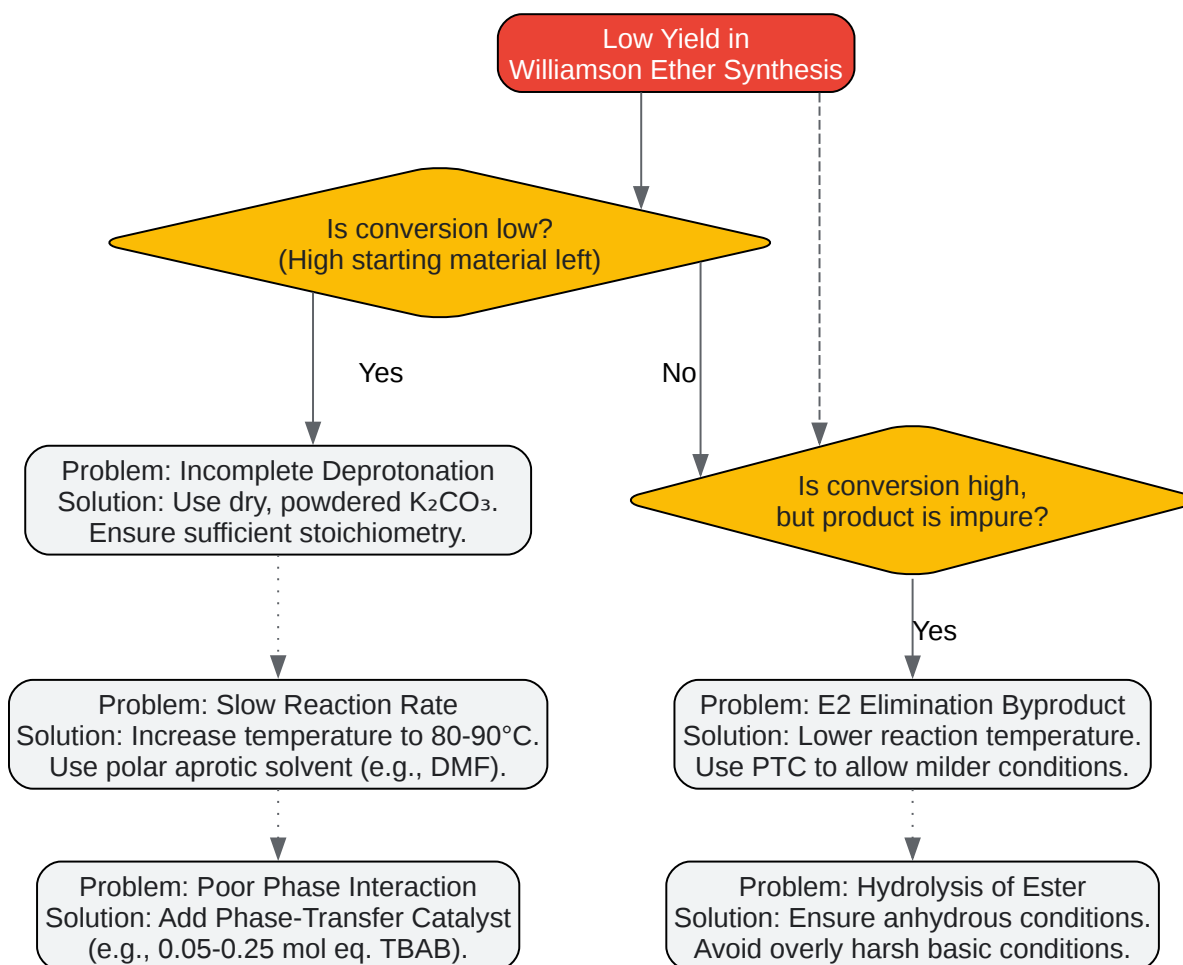 Low Yield in
Williamson Ether Synthesis
Is conversion low?
(High starting material left)
Yes
No
Problem: Incomplete Deprotonation
Solution: Use dry, powdered K₂CO₃.
Ensure sufficient stoichiometry.
Is conversion high,
but product is impure?
Yes
Problem: Slow Reaction Rate
Solution: Increase temperature to 80-90°C.
Use polar aprotic solvent (e.g., DMF).
Problem: E2 Elimination Byproduct
Solution: Lower reaction temperature.
Use PTC to allow milder conditions.
Problem: Poor Phase Interaction
Solution: Add Phase-Transfer Catalyst
(e.g., 0.05-0.25 mol eq. TBAB).
Problem: Hydrolysis of Ester
Solution: Ensure anhydrous conditions.
Avoid overly harsh basic conditions.